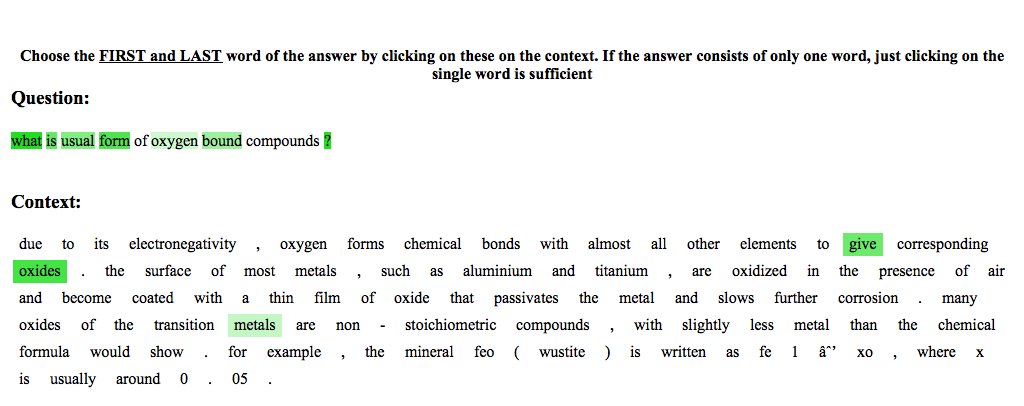 Choose the FIRST and LAST word of the answer by clicking on these on the context. If the answer consists of only one word, just clicking on the
single word is sufficient
Question:
what is usual form of oxygen bound compounds ?
Context:
due to its electronegativity , oxygen forms chemical bonds with almost all other elements to give corresponding
oxides . the surface of most metals , such as aluminium and titanium , are oxidized in the presence of air
and become coated with a thin film of oxide that passivates the metal and slows further corrosion . many
oxides of the transition metals are non - stoichiometric compounds , with slightly less metal than the chemical
formula would show . for example , the mineral feo ( wustite ) is written as fe 1 âˆ’ xo , where x
is usually around 0 . 05 .